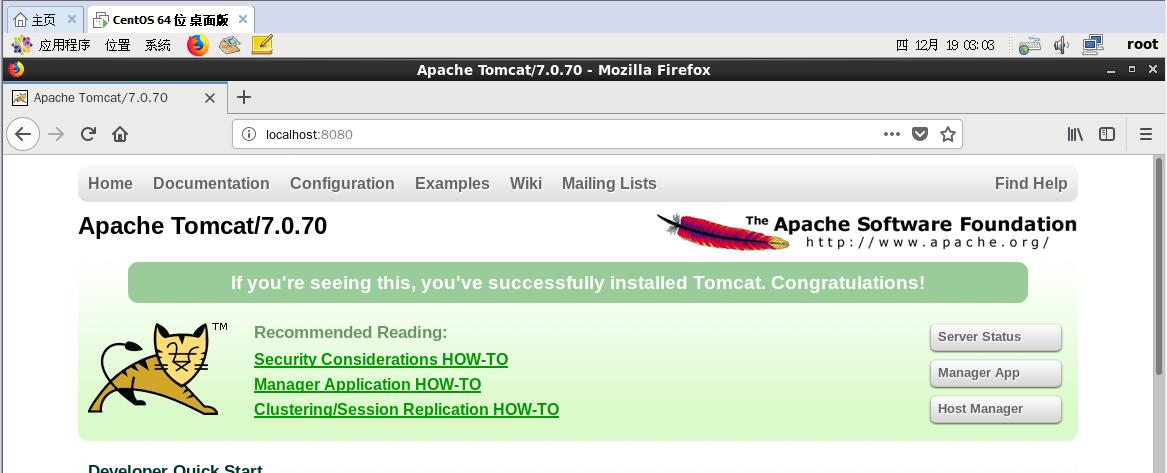 主页
CentOS 64 位 桌面版
应用程序 位置 系统
四 12月 19 03:03
root
Apache Tomcat/7.0.70 - Mozilla Firefox
Apache Tomcat/7.0.70
localhost:8080
Home Documentation Configuration Examples Wiki Mailing Lists Find Help
Apache Tomcat/7.0.70
The Apache Software Foundation
http://www.apache.org/
If you're seeing this, you've successfully installed Tomcat. Congratulations!
TM
Recommended Reading:
Security Considerations HOW-TO
Manager Application HOW-TO
Clustering/Session Replication HOW-TO
Server Status
Manager App
Host Manager
Developer Quick Start